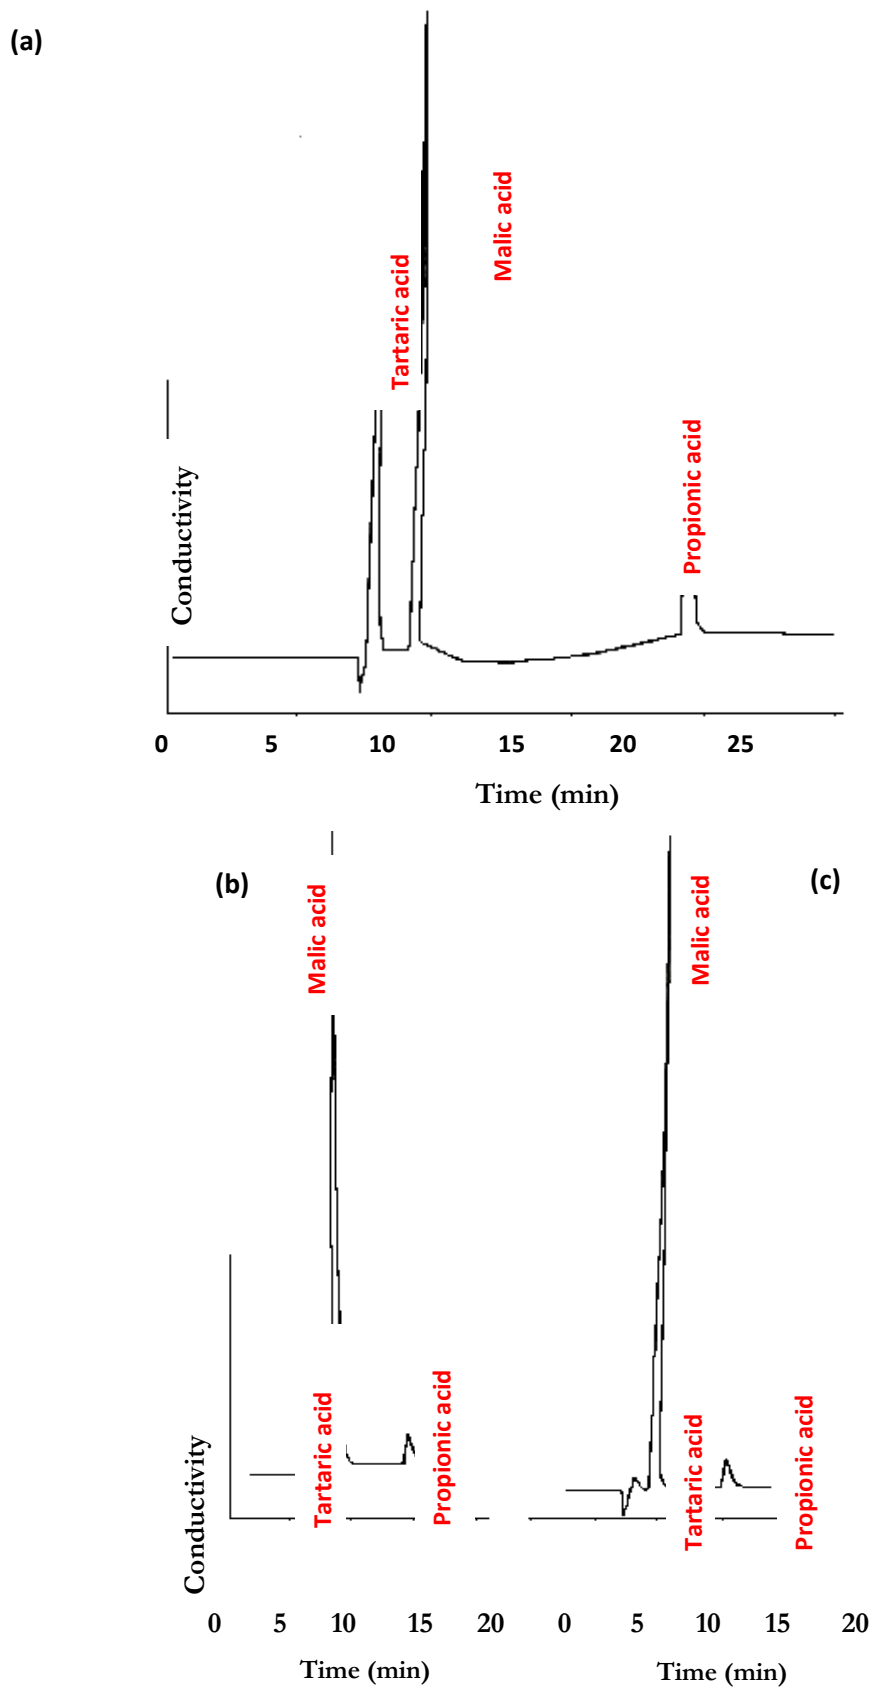 (a)
Malic acid
Tartaric acid
Propionic acid
Conductivity
0 5 10 15 20 25
Time (min)
(b)
Malic acid
Tartaric acid
Propionic acid
Conductivity
0 5 10 15 20
Time (min)
(c)
Malic acid
Tartaric acid
Propionic acid
0 5 10 15 20
Time (min)